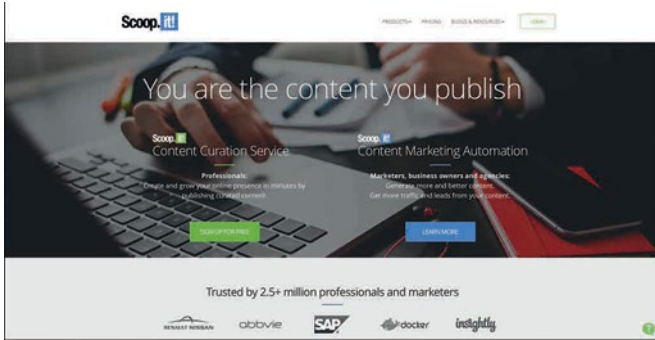 Scoop.it!
PRODUCTS PRICING BLOGS & RESOURCES LOGIN
You are the content you publish
Scoop.it!
Content Curation Service
Professionals:
Create and grow your online presence in minutes by
publishing curated content.
SIGN UP FOR FREE
Scoop.it!
Content Marketing Automation
Marketers, business owners and agencies:
Generate more and better content.
Get more traffic and leads from your content.
LEARN MORE
Trusted by 2.5+ million professionals and marketers
RENAULT NISSAN abbvie SAP docker insightly
?